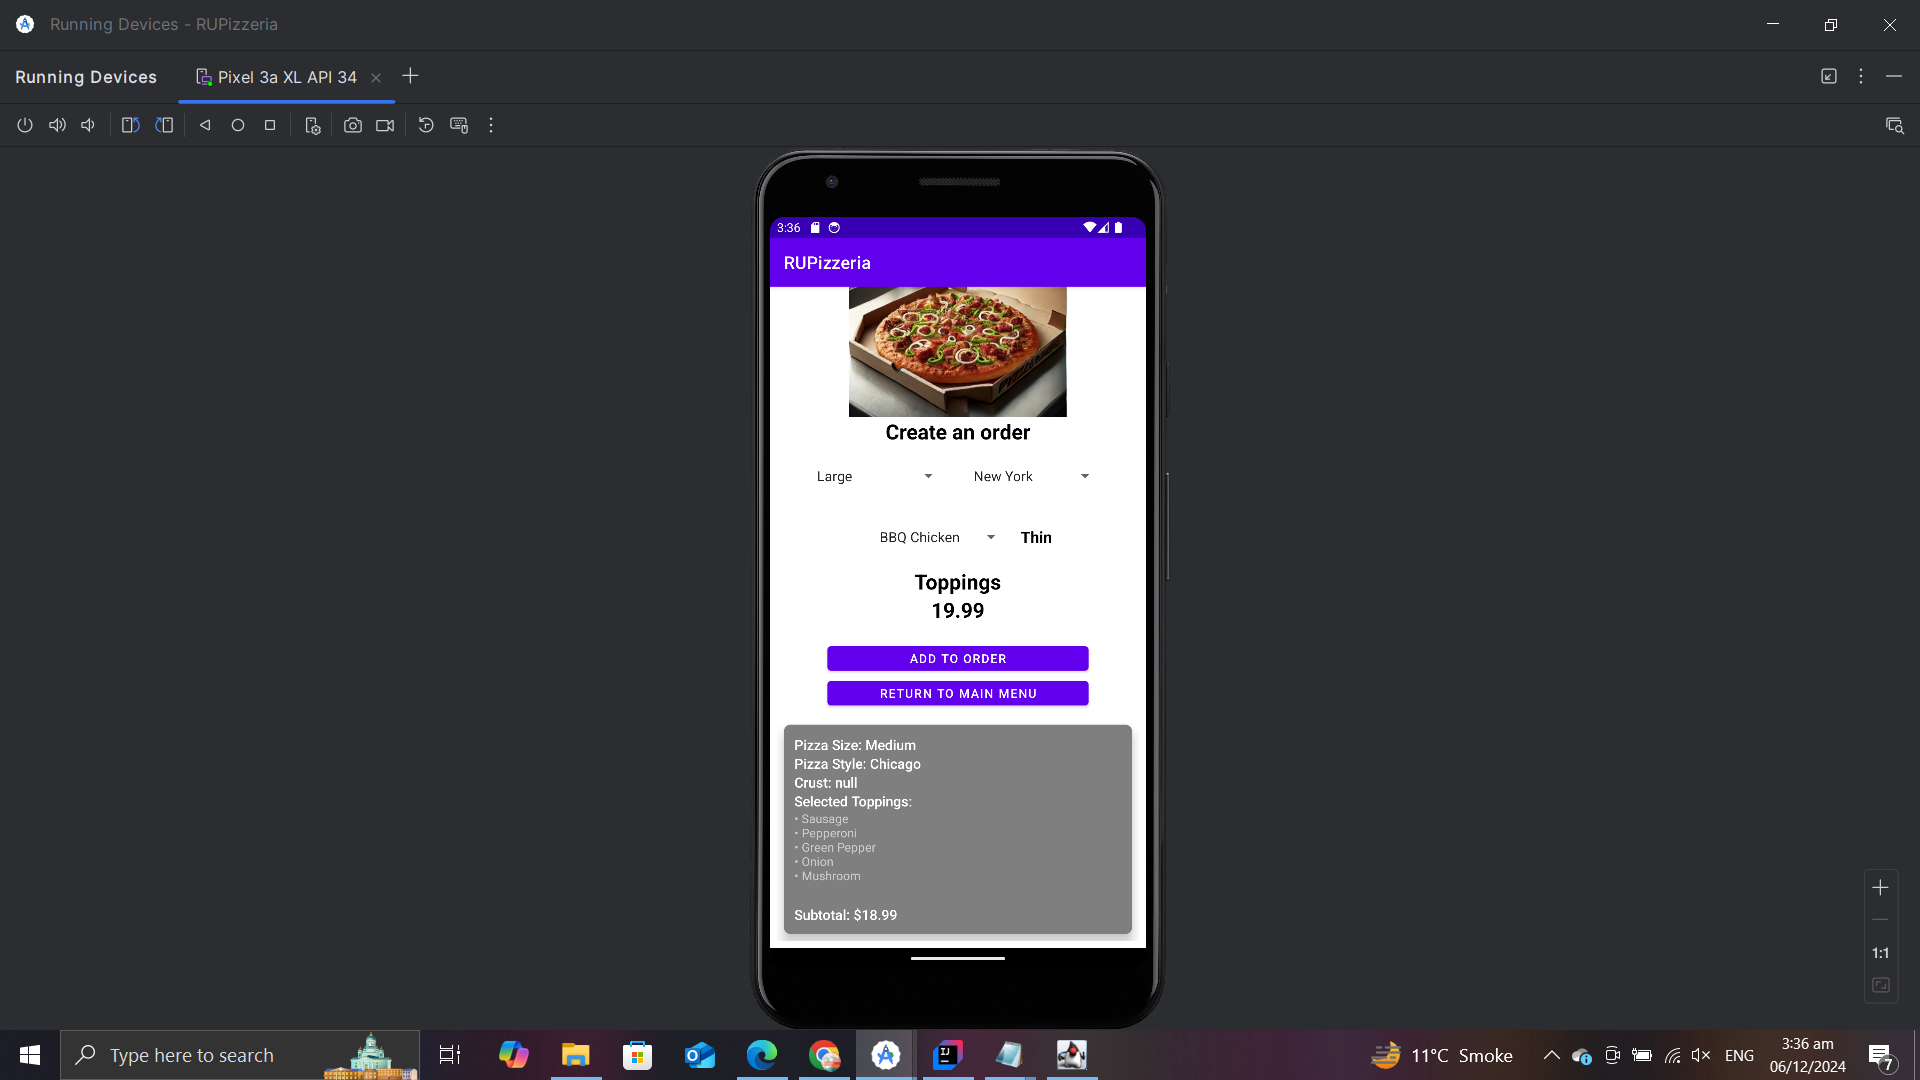 Running Devices - RUPizzeria
Running Devices
Pixel 3a XL API 34
3:36
RUPizzeria
Create an order
Large
New York
BBQ Chicken
Thin
Toppings
19.99
ADD TO ORDER
RETURN TO MAIN MENU
Pizza Size: Medium
Pizza Style: Chicago
Crust: null
Selected Toppings:
• Sausage
• Pepperoni
• Green Pepper
• Onion
• Mushroom
Subtotal: $18.99
1:1
Type here to search
11°C Smoke
ENG
3:36 am
06/12/2024
7